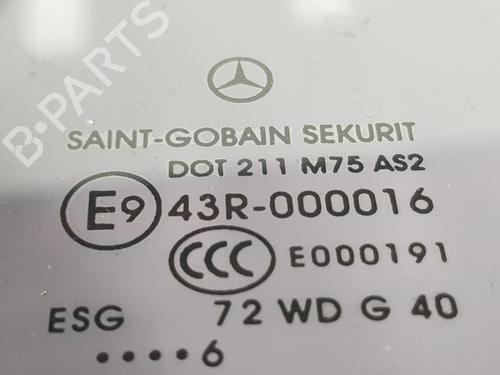 B-PARTS
SAINT-GOBAIN SEKURIT
DOT 211 M75 AS2
E9 43R-000016
CCC E000191
ESG 72 WD G 40
••••6